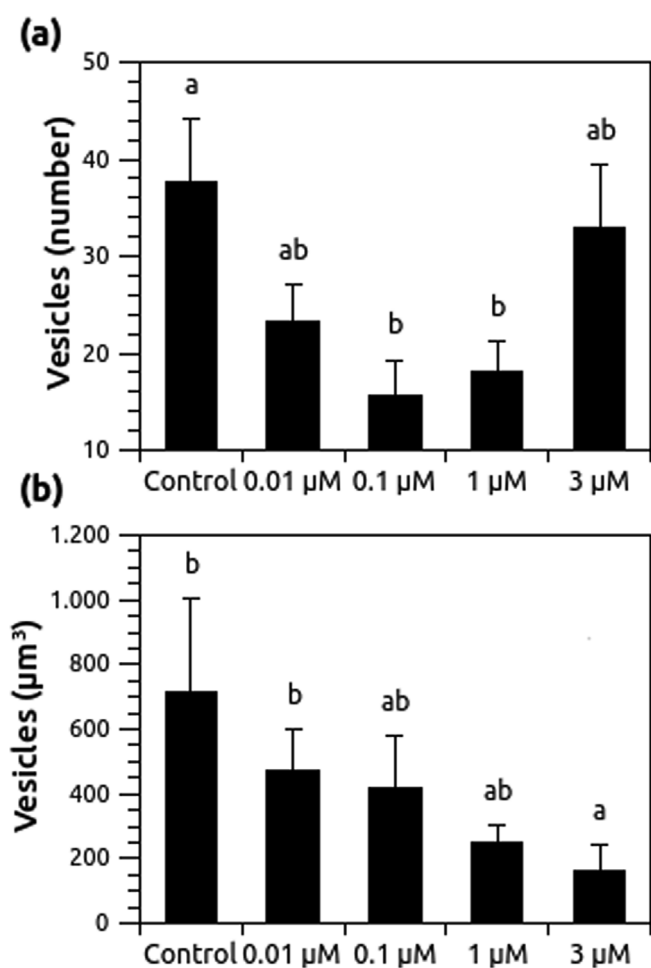 (a)
Vesicles (number)
50
40
30
20
10
a
ab
b
b
ab
Control 0.01 µM 0.1 µM 1 µM 3 µM
(b)
Vesicles (µm³)
1.200
1.000
800
600
400
200
0
b
b
ab
ab
a
Control 0.01 µM 0.1 µM 1 µM 3 µM